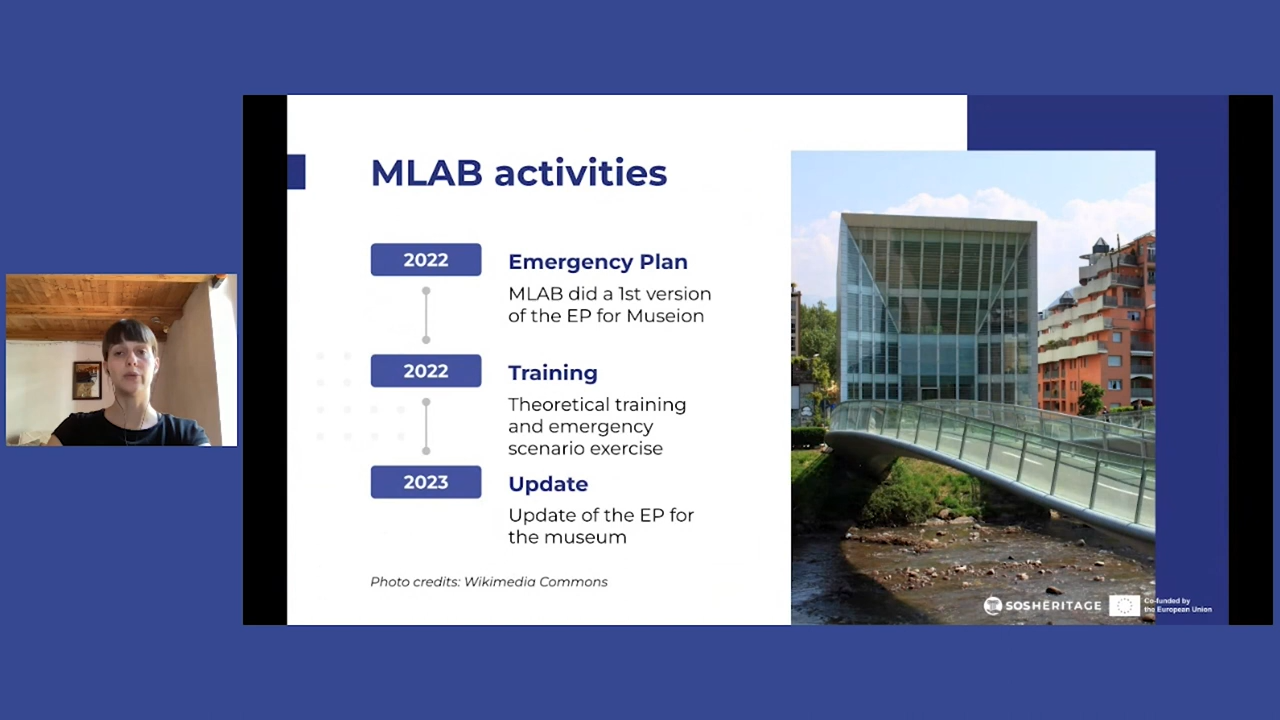 MLAB activities
2022
Emergency Plan
MLAB did a 1st version
of the EP for Museion
2022
Training
Theoretical training
and emergency
scenario exercise
2023
Update
Update of the EP for
the museum
Photo credits: Wikimedia Commons
SOSHERITAGE
Co-funded by
the European Union